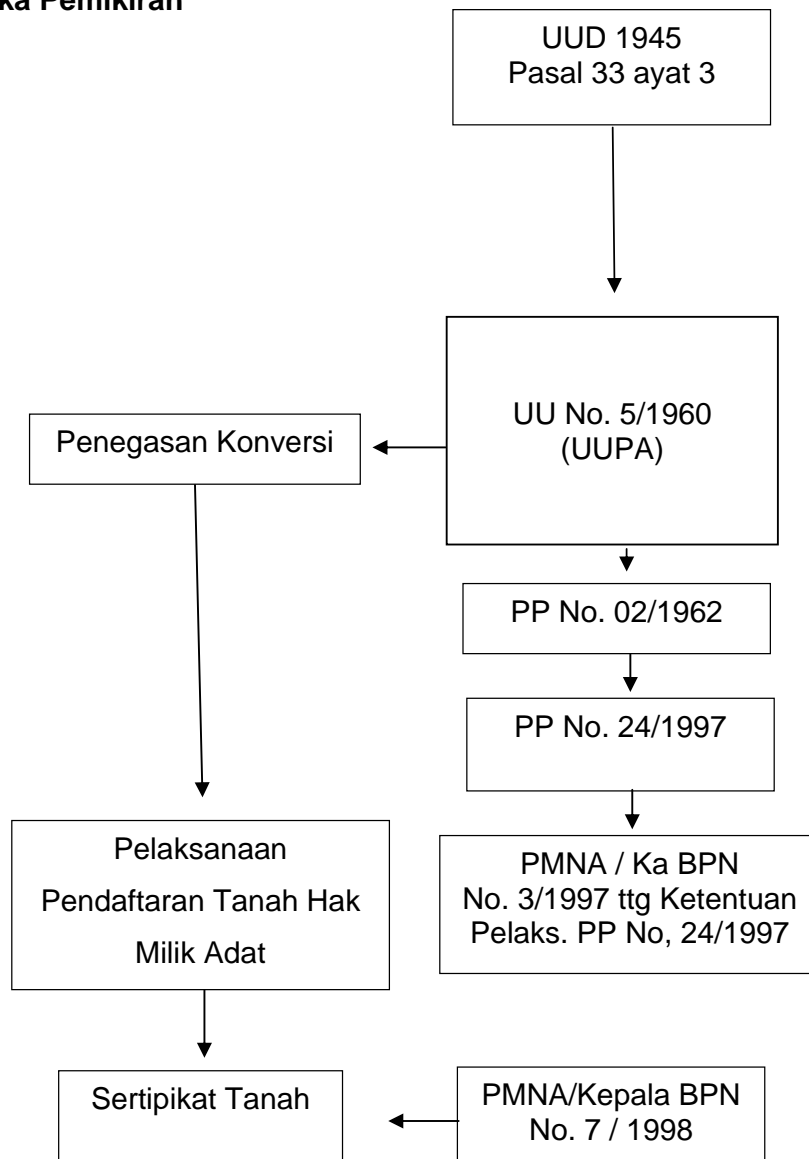 ka Pemikiran
UUD 1945
Pasal 33 ayat 3
UU No. 5/1960
(UUPA)
Penegasan Konversi
PP No. 02/1962
PP No. 24/1997
Pelaksanaan
Pendaftaran Tanah Hak
Milik Adat
PMNA / Ka BPN
No. 3/1997 ttg Ketentuan
Pelaks. PP No, 24/1997
Sertipikat Tanah
PMNA/Kepala BPN
No. 7 / 1998